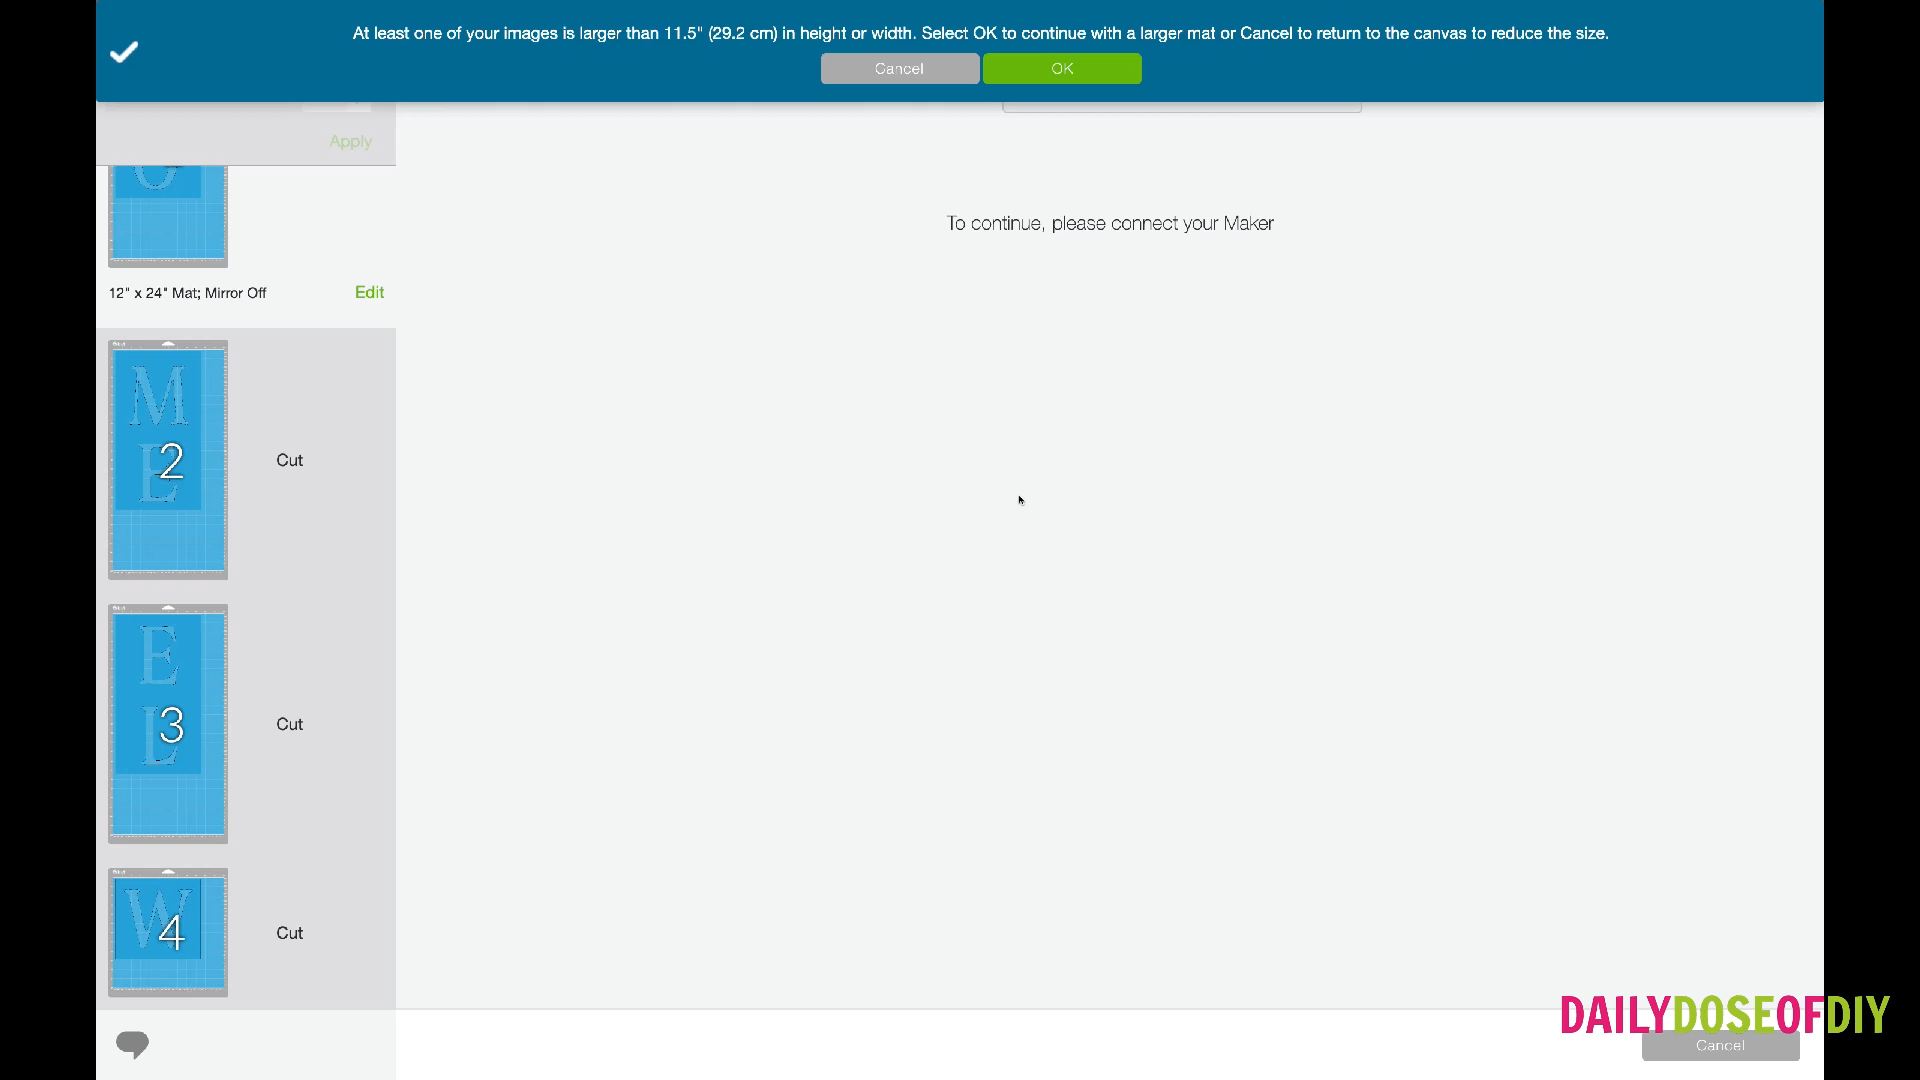 At least one of your images is larger than 11.5" (29.2 cm) in height or width. Select OK to continue with a larger mat or Cancel to return to the canvas to reduce the size.
Cancel
OK
Apply
To continue, please connect your Maker
12" x 24" Mat; Mirror Off
Edit
M
E
2
Cut
E
L
3
Cut
W
4
Cut
DAILYDOSEOFDIY
Cancel